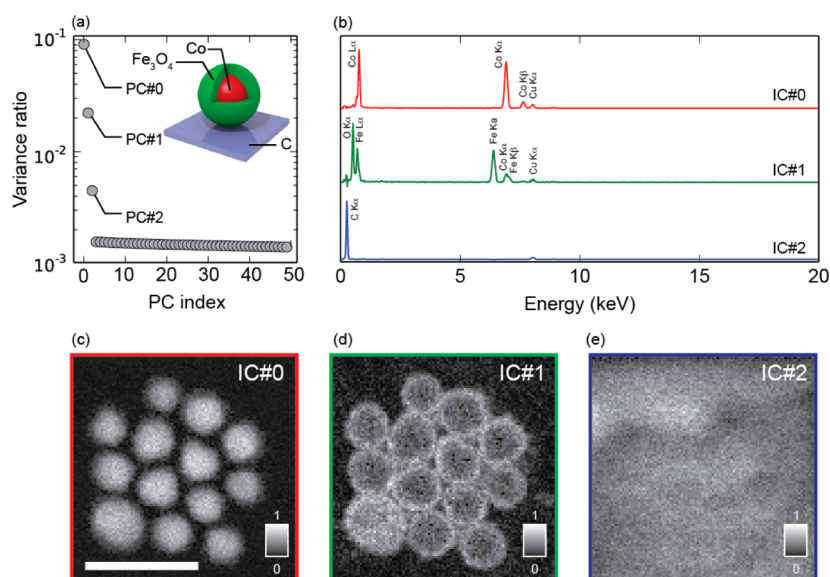 (a)
10-1
10-2
10-3
Variance ratio
0
10
20
30
40
50
PC index
PC#0
PC#1
PC#2
Co
Fe3O4
C
(b)
Co Lα
Co Kα
Co Kβ
Cu Kα
IC#0
O Kα
Fe Lα
Fe Ka
Co Kα
Fe Kβ
Cu Kα
IC#1
C Kα
IC#2
0
5
10
15
20
Energy (keV)
(c)
IC#0
1
0
(d)
IC#1
1
0
(e)
IC#2
1
0